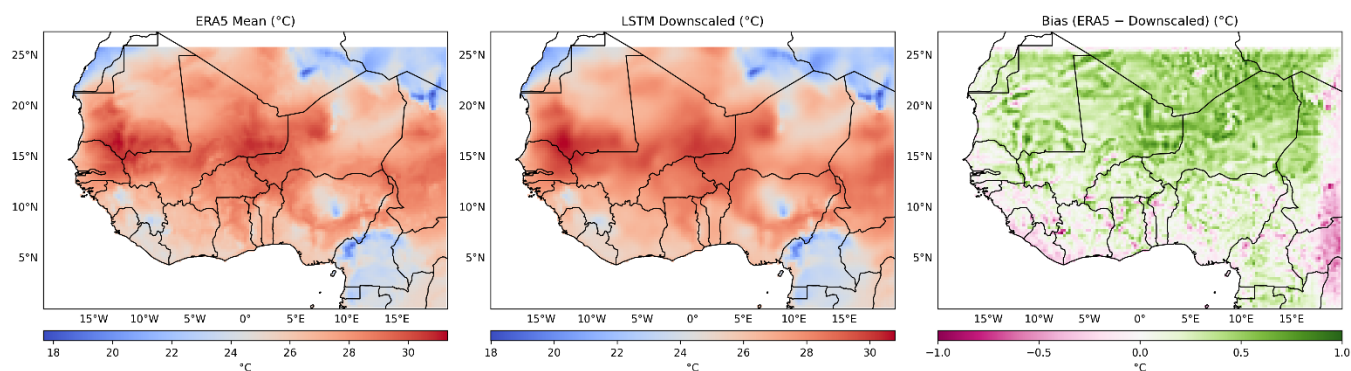 ERA5 Mean (°C)
LSTM Downscaled (°C)
Bias (ERA5 − Downscaled) (°C)
25°N
20°N
15°N
10°N
5°N
15°W 10°W 5°W 0° 5°E 10°E 15°E
18 20 22 24 26 28 30
°C
25°N
20°N
15°N
10°N
5°N
15°W 10°W 5°W 0° 5°E 10°E 15°E
18 20 22 24 26 28 30
°C
25°N
20°N
15°N
10°N
5°N
15°W 10°W 5°W 0° 5°E 10°E 15°E
−1.0 −0.5 0.0 0.5 1.0
°C